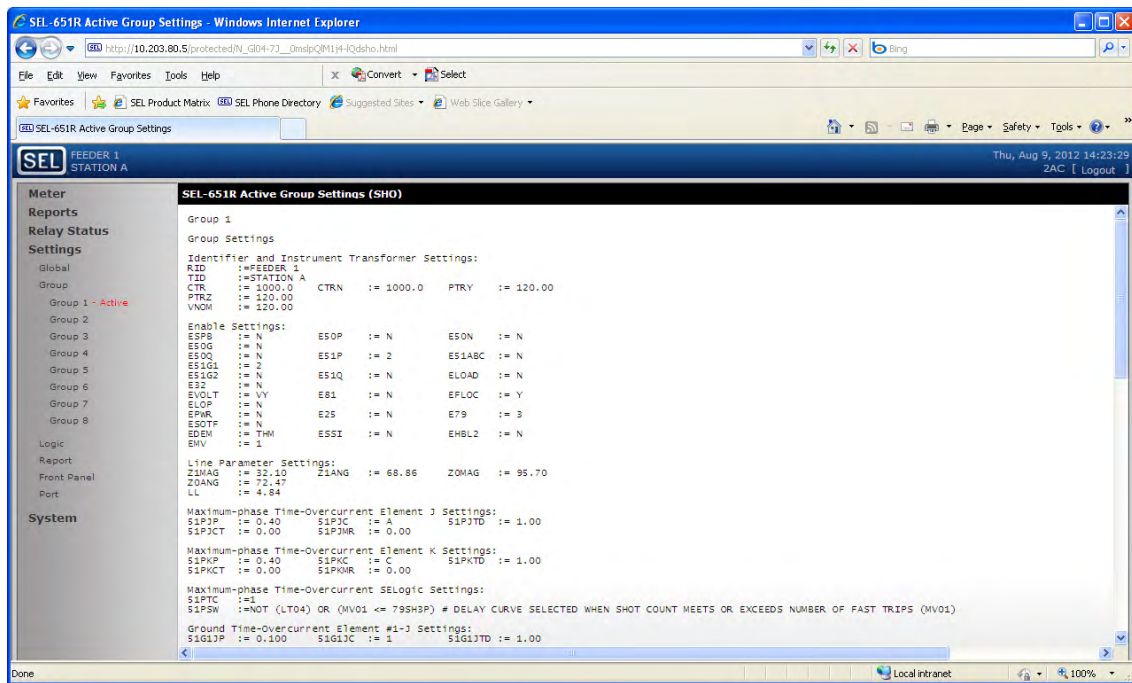 SEL-651R Active Group Settings - Windows Internet Explorer
http://10.203.80.5/protected/
Bing
File Edit View Favorites Tools Help
x Convert Select
Favorites SEL Product Matrix SEL Phone Directory Suggested Sites Web Slice Gallery
SEL-651R Active Group Settings
Page Safety Tools
SEL FEEDER 1
STATION A
Thu, Aug 9, 2012 14:23:29
2AC [ Logout ]
Meter
Reports
Relay Status
Settings
Global
Group
Group 1 - Active
Group 2
Group 3
Group 4
Group 5
Group 6
Group 7
Group 8
Logic
Report
Front Panel
Port
System
SEL-651R Active Group Settings (SHO)
Group 1
Group Settings
Identifier and Instrument Transformer Settings:
RID :=FEEDER 1
TID :=STATION A
CTR := 1000.0 CTRN := 1000.0 PTRY := 120.00
PTRZ := 120.00
VNOM := 120.00
Enable Settings:
ESPB := N E50P := N E50N := N
E50G := N
E50Q := N E51P := 2 E51ABC := N
E51G1 := 2
E51G2 := N E51Q := N ELOAD := N
E32 := N
EVOLT := VY E81 := N EFLOC := Y
ELOP := N
EPWR := N E25 := N E79 := 3
ESOTF := N
EDEM := THM ESSI := N EHBL2 := N
EMV := 1
Line Parameter Settings:
Z1MAG := 32.10 Z1ANG := 68.86 Z0MAG := 95.70
Z0ANG := 72.47
LL := 4.84
Maximum-phase Time-Overcurrent Element J Settings:
51PJP := 0.40 51PJC := A 51PJTD := 1.00
51PJCT := 0.00 51PJMR := 0.00
Maximum-phase Time-Overcurrent Element K Settings:
51PKP := 0.40 51PKC := C 51PKTD := 1.00
51PKCT := 0.00 51PKMR := 0.00
Maximum-phase Time-Overcurrent SELogic Settings:
51PTC :=1
51PSW :=NOT (LT04) OR (MV01 <= 79SH3P) # DELAY CURVE SELECTED WHEN SHOT COUNT MEETS OR EXCEEDS NUMBER OF FAST TRIPS (MV01)
Ground Time-Overcurrent Element #1-J Settings:
51G1JP := 0.100 51G1JC := 1 51G1JTD := 1.00
Done
Local intranet
100%